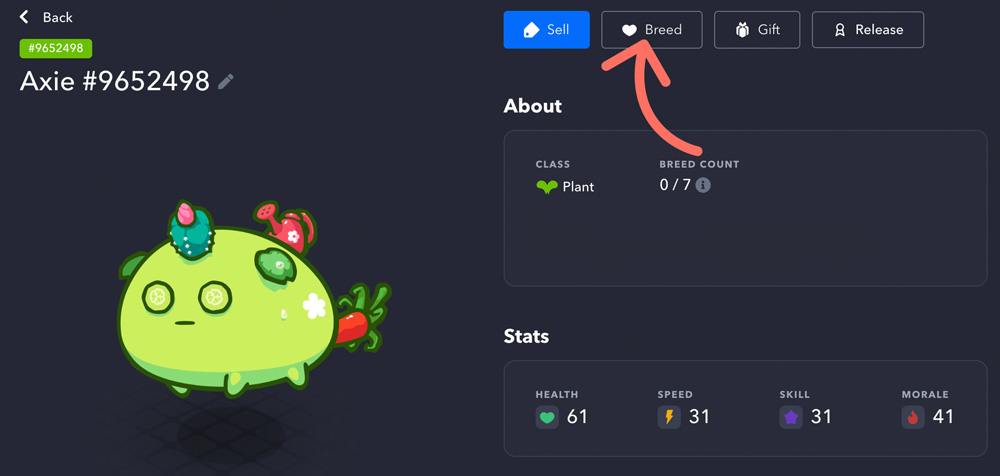 Back
#9652498
Axie #9652498
Sell
Breed
Gift
Release
About
CLASS
Plant
BREED COUNT
0 / 7
Stats
HEALTH
61
SPEED
31
SKILL
31
MORALE
41